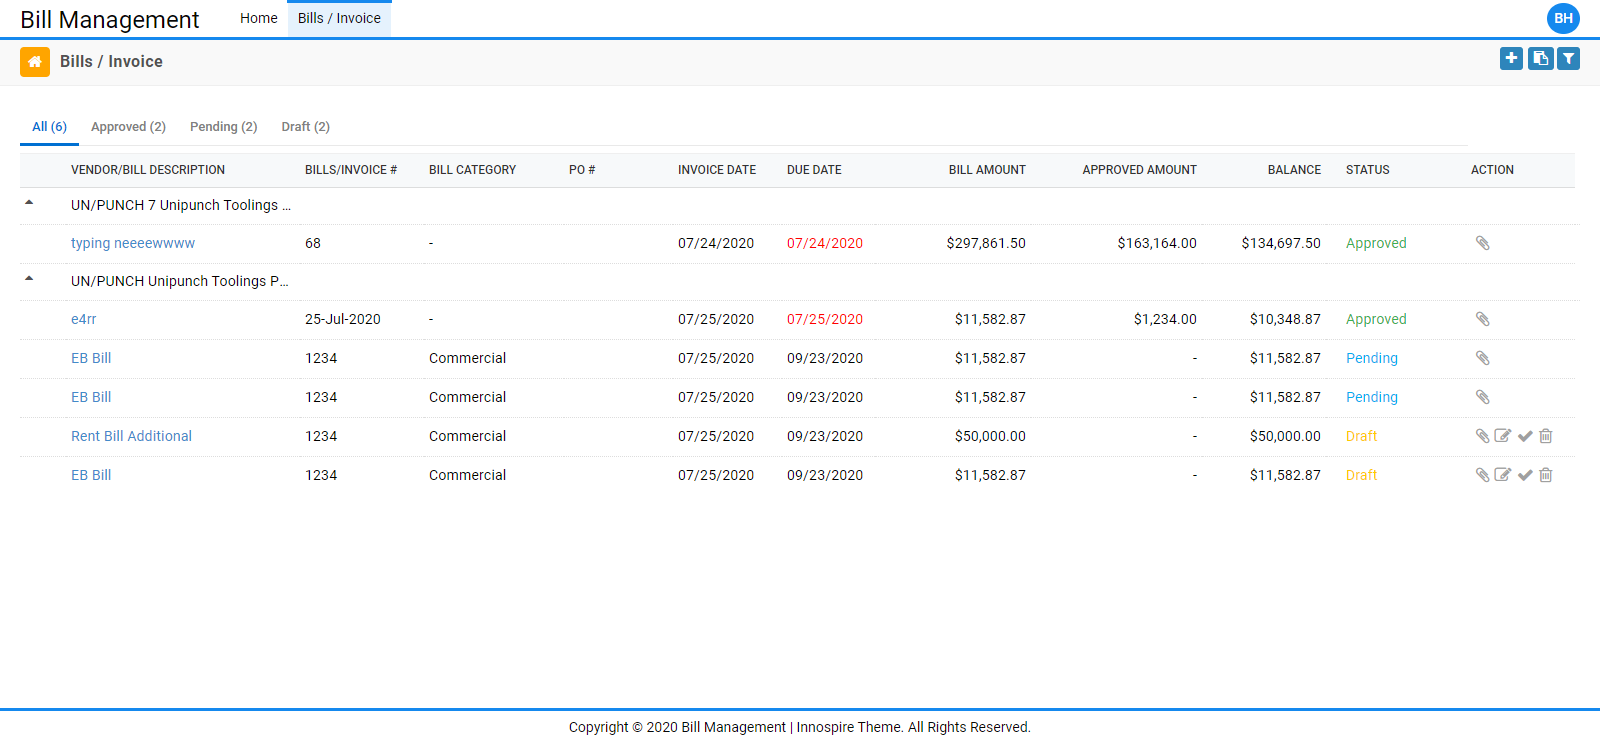 Bill Management Home Bills / Invoice BH
Bills / Invoice
All (6) Approved (2) Pending (2) Draft (2)
VENDOR/BILL DESCRIPTION BILLS/INVOICE # BILL CATEGORY PO # INVOICE DATE DUE DATE BILL AMOUNT APPROVED AMOUNT BALANCE STATUS ACTION
UN/PUNCH 7 Unipunch Toolings ...
typing neeeewwww 68 - 07/24/2020 07/24/2020 $297,861.50 $163,164.00 $134,697.50 Approved
UN/PUNCH Unipunch Toolings P...
e4rr 25-Jul-2020 - 07/25/2020 07/25/2020 $11,582.87 $1,234.00 $10,348.87 Approved
EB Bill 1234 Commercial 07/25/2020 09/23/2020 $11,582.87 - $11,582.87 Pending
EB Bill 1234 Commercial 07/25/2020 09/23/2020 $11,582.87 - $11,582.87 Pending
Rent Bill Additional 1234 Commercial 07/25/2020 09/23/2020 $50,000.00 - $50,000.00 Draft
EB Bill 1234 Commercial 07/25/2020 09/23/2020 $11,582.87 - $11,582.87 Draft
Copyright © 2020 Bill Management | Innospire Theme. All Rights Reserved.